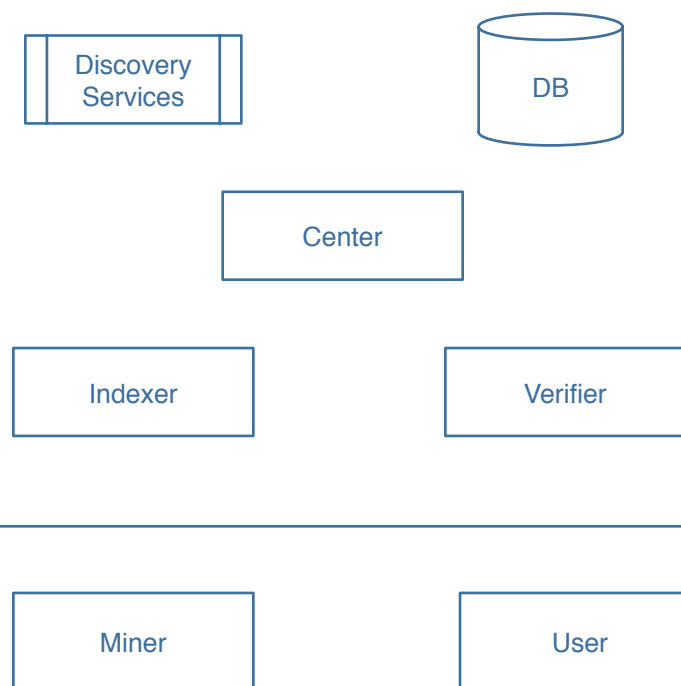 Discovery
Services
DB
Center
Indexer
Verifier
Miner
User